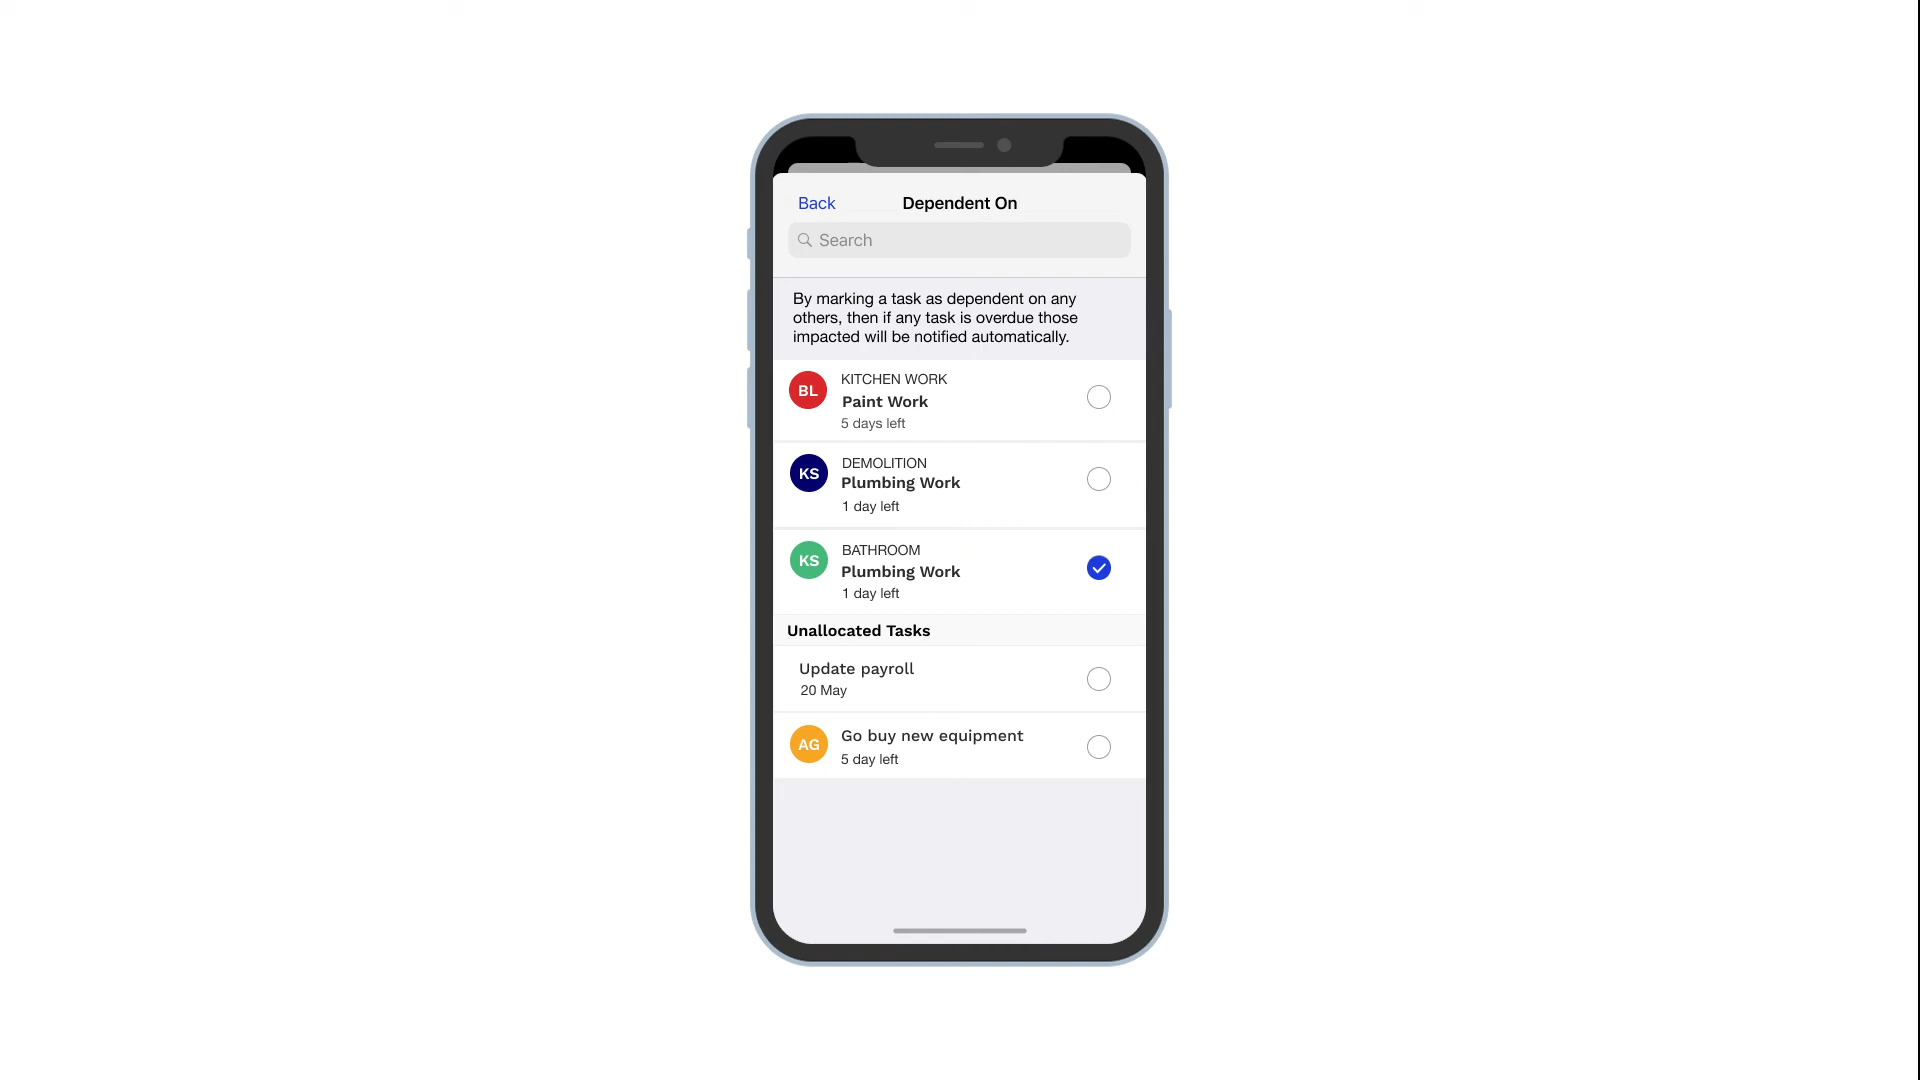 Back
Dependent On
Search
By marking a task as dependent on any
others, then if any task is overdue those
impacted will be notified automatically.
BL
KITCHEN WORK
Paint Work
5 days left
KS
DEMOLITION
Plumbing Work
1 day left
KS
BATHROOM
Plumbing Work
1 day left
Unallocated Tasks
Update payroll
20 May
AG
Go buy new equipment
5 day left